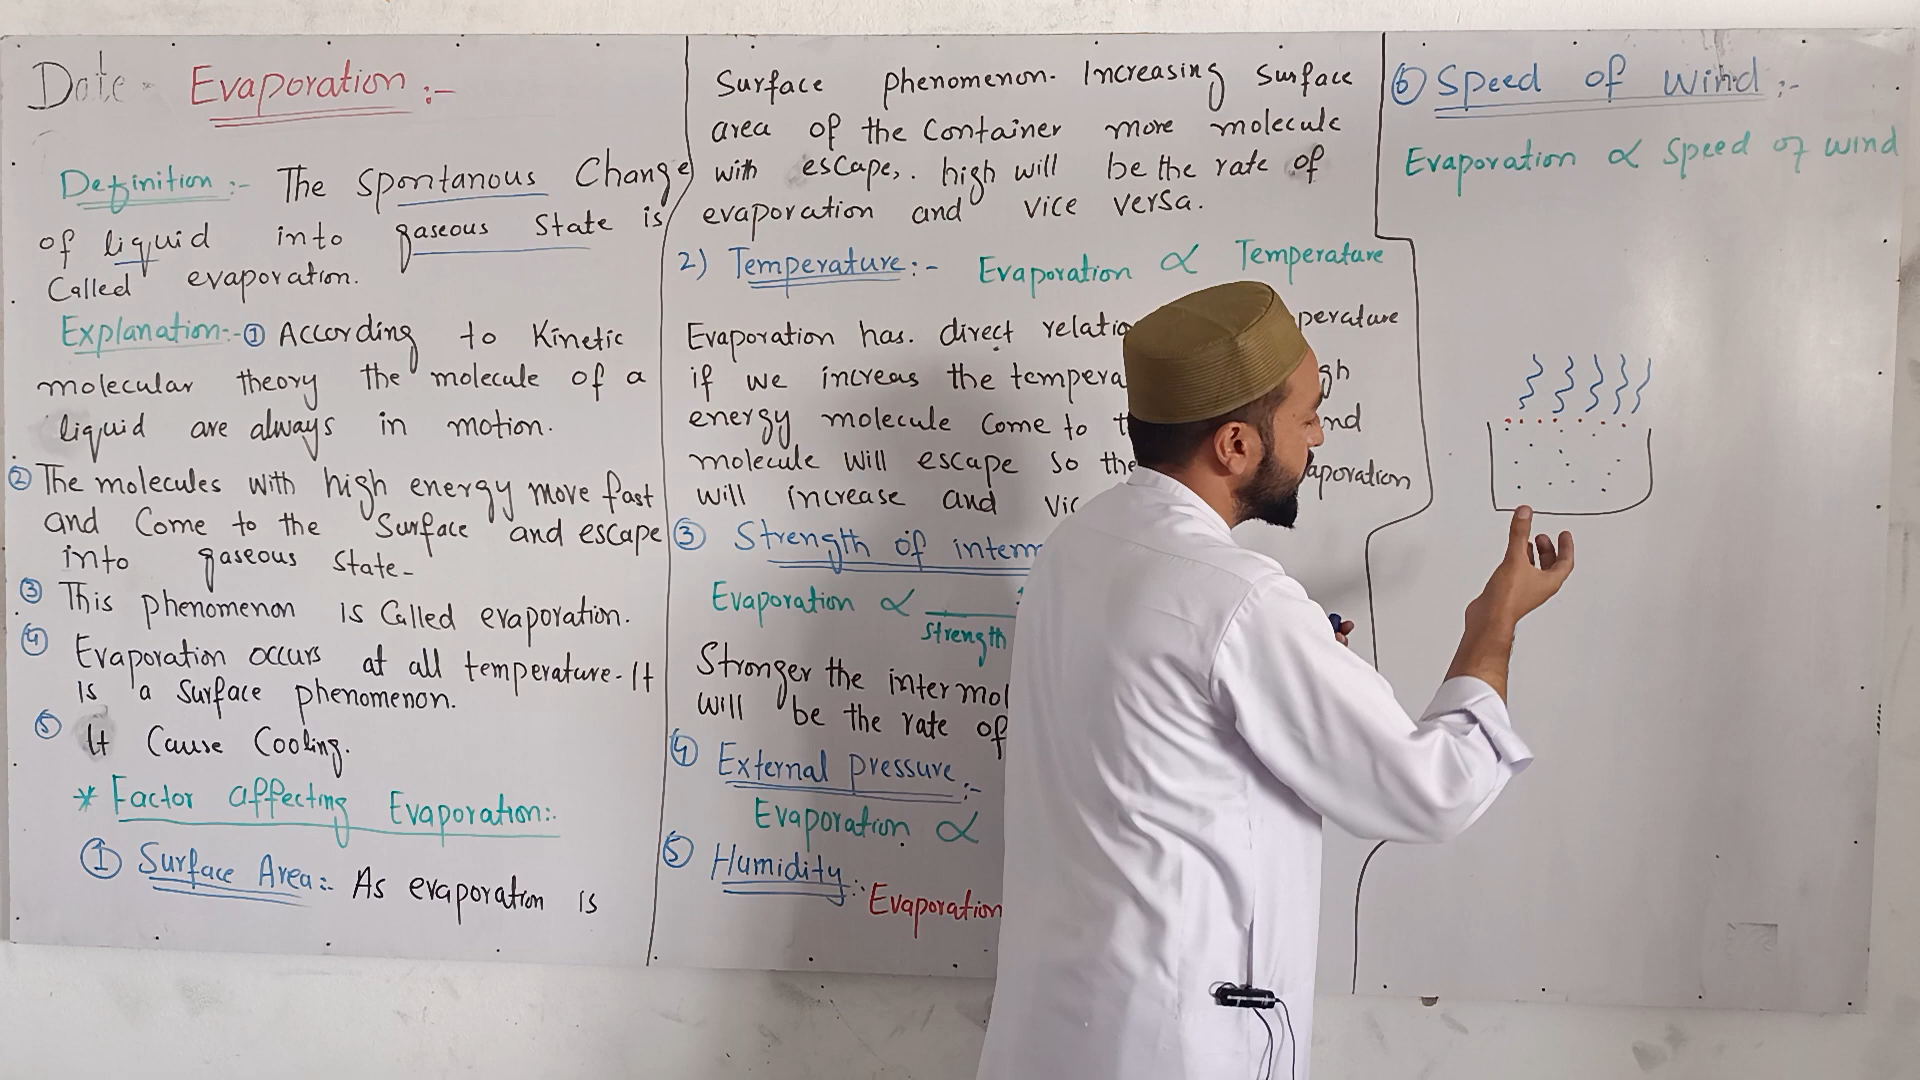 Date - Evaporation :-
Definition :- The spontanous Change
of liquid into gaseous state is
Called evaporation.
Explanation:- ① According to Kinetic
molecular theory the molecule of a
liquid are always in motion.
② The molecules with high energy move fast
and Come to the Surface and escape
into gaseous state-
③ This phenomenon is Called evaporation.
④ Evaporation occurs at all temperature. It
is a surface phenomenon.
⑤ It Cause Cooling.
* Factor affecting Evaporation:.
① Surface Area:. As evaporation is
Surface phenomenon. Increasing surface
area of the Container more molecule
with escape,. high will be the rate of
evaporation and vice versa.
2) Temperature :- Evaporation ∝ Temperature
Evaporation has. direct perature
if we increas the gh
energy molecule Come to nd
molecule will escape so aporation
will increase and
③ Strength of
Evaporation ∝
Strength
Stronger the
will be the rate of
④ External pressure :-
Evaporation ∝
⑤ Humidity :. Evaporation
⑥ Speed of wind :-
Evaporation ∝ speed of wind